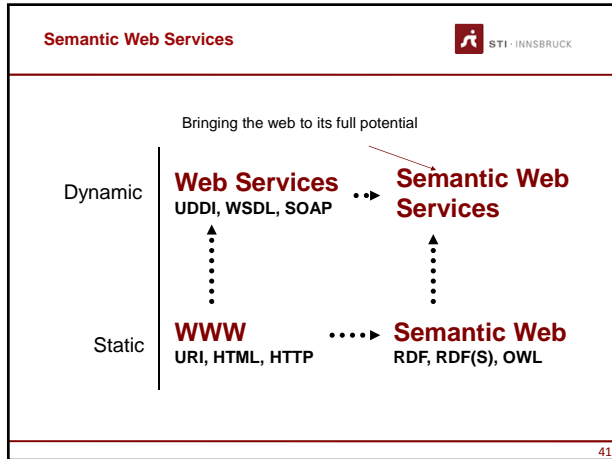 Semantic Web Services
STI · INNSBRUCK
Bringing the web to its full potential
Dynamic
Web Services
UDDI, WSDL, SOAP
Semantic Web
Services
Static
WWW
URI, HTML, HTTP
Semantic Web
RDF, RDF(S), OWL
41